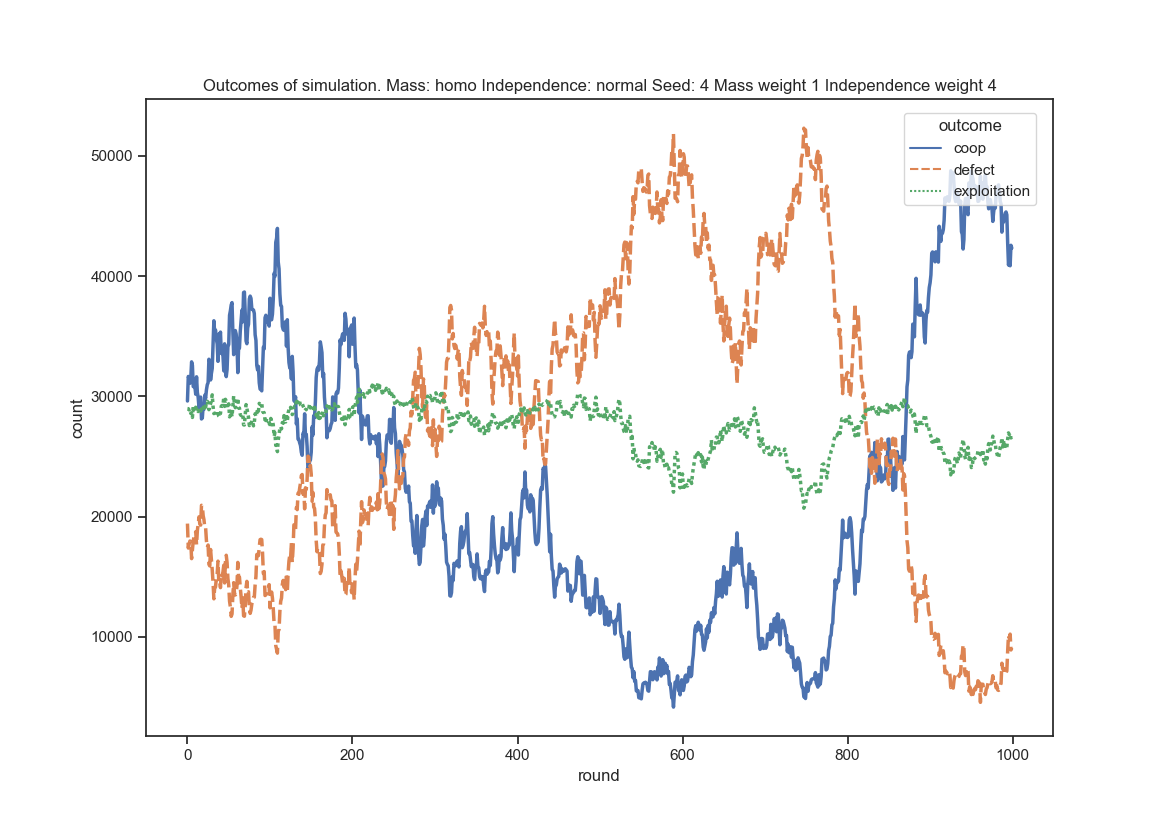 Outcomes of simulation. Mass: homo Independence: normal Seed: 4 Mass weight 1 Independence weight 4
outcome
coop
defect
exploitation
50000
40000
30000
20000
10000
count
0 200 400 600 800 1000
round